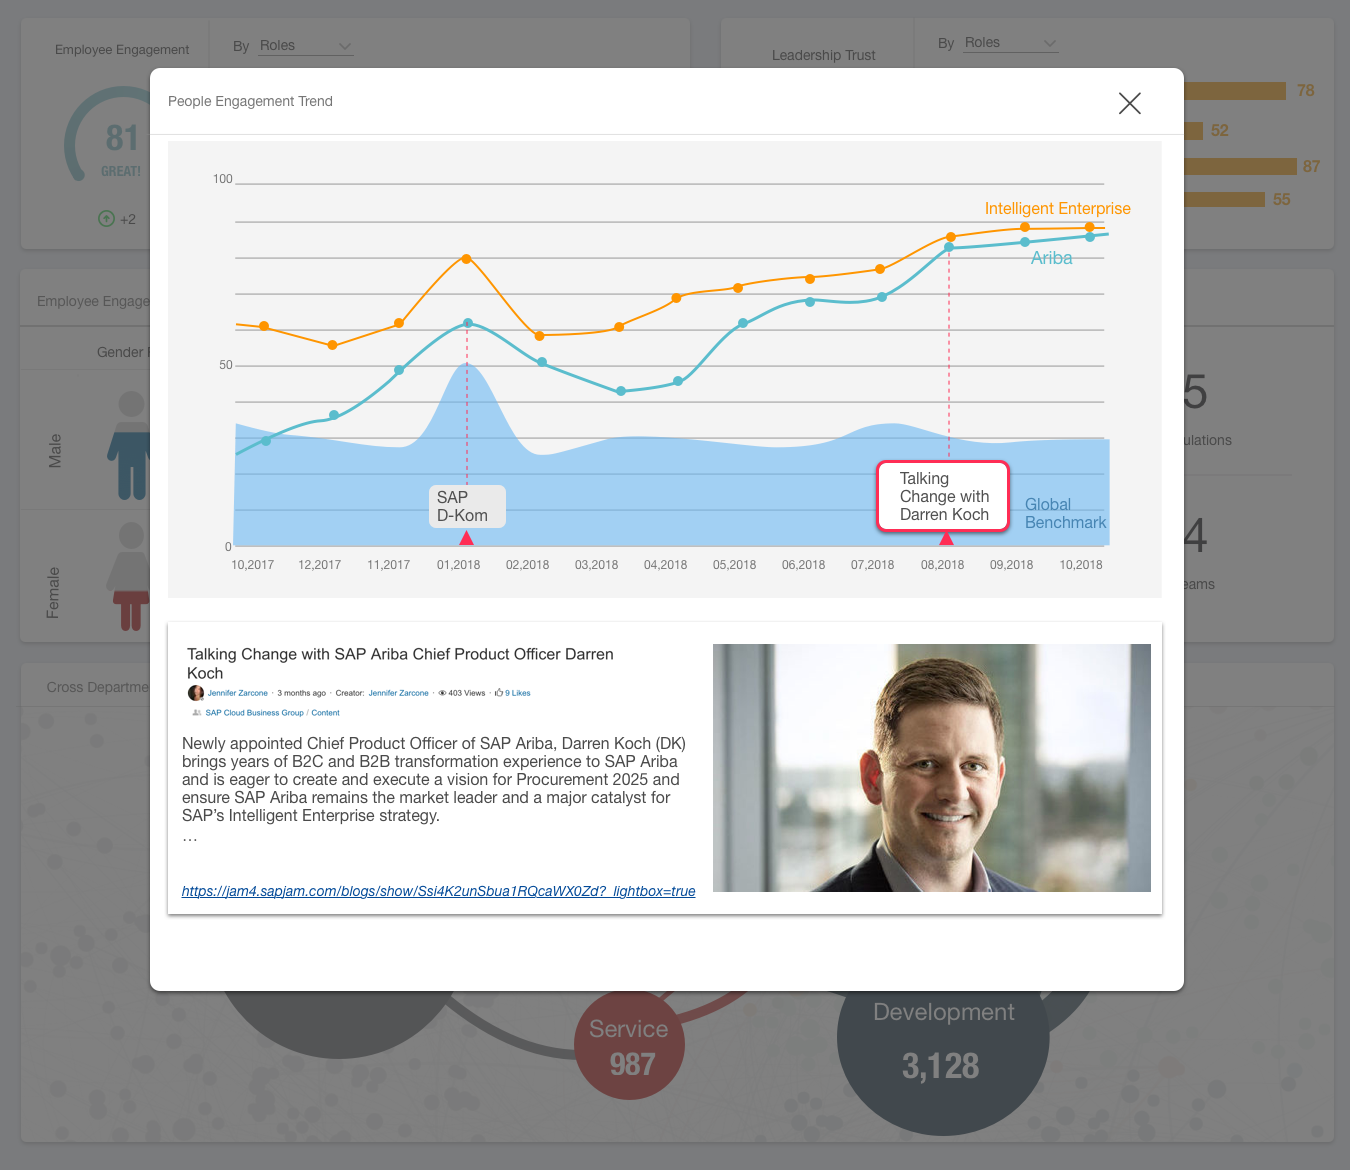 Employee Engagement
By Roles
Leadership Trust
By Roles
81
GREAT!
+2
78
52
87
55
People Engagement Trend
100
50
0
Intelligent Enterprise
Ariba
SAP
D-Kom
Talking
Change with
Darren Koch
Global
Benchmark
10,2017 12,2017 11,2017 01,2018 02,2018 03,2018 04,2018 05,2018 06,2018 07,2018 08,2018 09,2018 10,2018
Talking Change with SAP Ariba Chief Product Officer Darren
Koch
Jennifer Zarcone · 3 months ago · Creator: Jennifer Zarcone · 403 Views · 9 Likes
SAP Cloud Business Group / Content
Newly appointed Chief Product Officer of SAP Ariba, Darren Koch (DK)
brings years of B2C and B2B transformation experience to SAP Ariba
and is eager to create and execute a vision for Procurement 2025 and
ensure SAP Ariba remains the market leader and a major catalyst for
SAP’s Intelligent Enterprise strategy.
…
https://jam4.sapjam.com/blogs/show/Ssi4K2unSbua1RQcaWX0Zd?_lightbox=true
Employee Engage
Gender
Male
Female
5
ulations
4
eams
Cross Departme
Service
987
Development
3,128